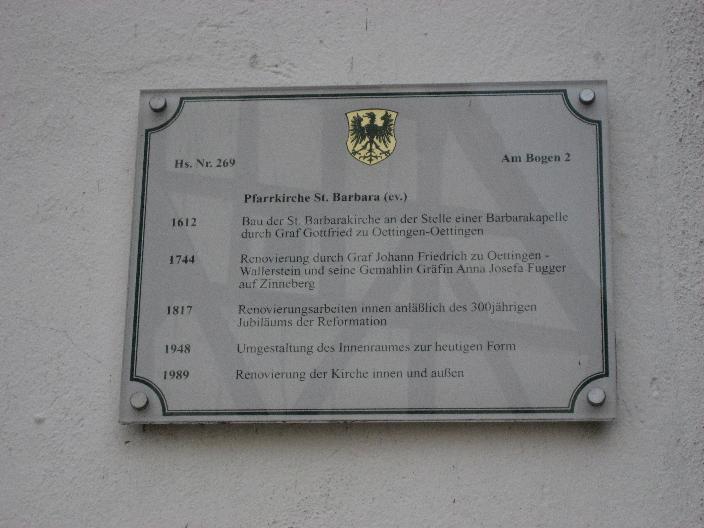 Hs. Nr. 269
Am Bogen 2
Pfarrkirche St. Barbara (ev.)
1612 Bau der St. Barbarakirche an der Stelle einer Barbarakapelle
durch Graf Gottfried zu Oettingen-Oettingen
1744 Renovierung durch Graf Johann Friedrich zu Oettingen -
Wallerstein und seine Gemahlin Gräfin Anna Josefa Fugger
auf Zinneberg
1817 Renovierungsarbeiten innen anläßlich des 300jährigen
Jubiläums der Reformation
1948 Umgestaltung des Innenraumes zur heutigen Form
1989 Renovierung der Kirche innen und außen